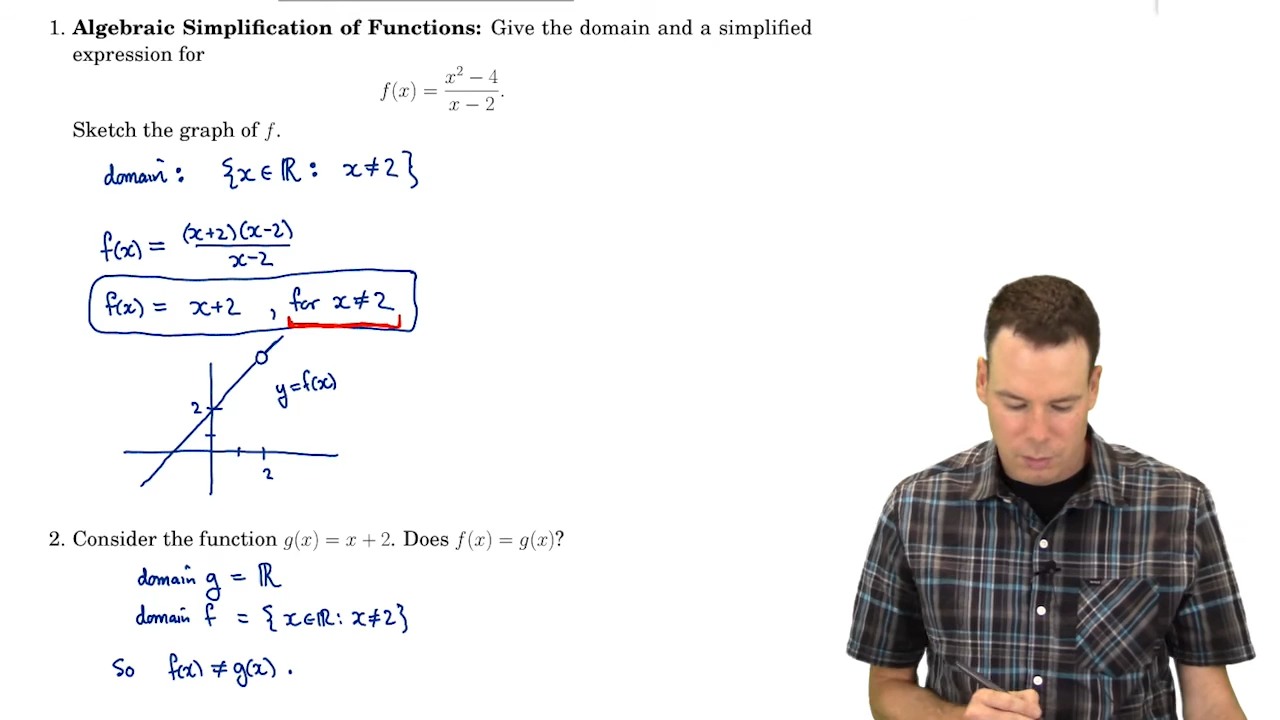 1. Algebraic Simplification of Functions: Give the domain and a simplified
expression for
f(x) = (x² − 4)/(x − 2).
Sketch the graph of f.
domain: {x ∈ ℝ : x ≠ 2}
f(x) = (x+2)(x-2)/(x-2)
f(x) = x+2 , for x ≠ 2
y=f(x)
2
2
2. Consider the function g(x) = x + 2. Does f(x) = g(x)?
domain g = ℝ
domain f = {x ∈ ℝ : x ≠ 2}
So f(x) ≠ g(x).